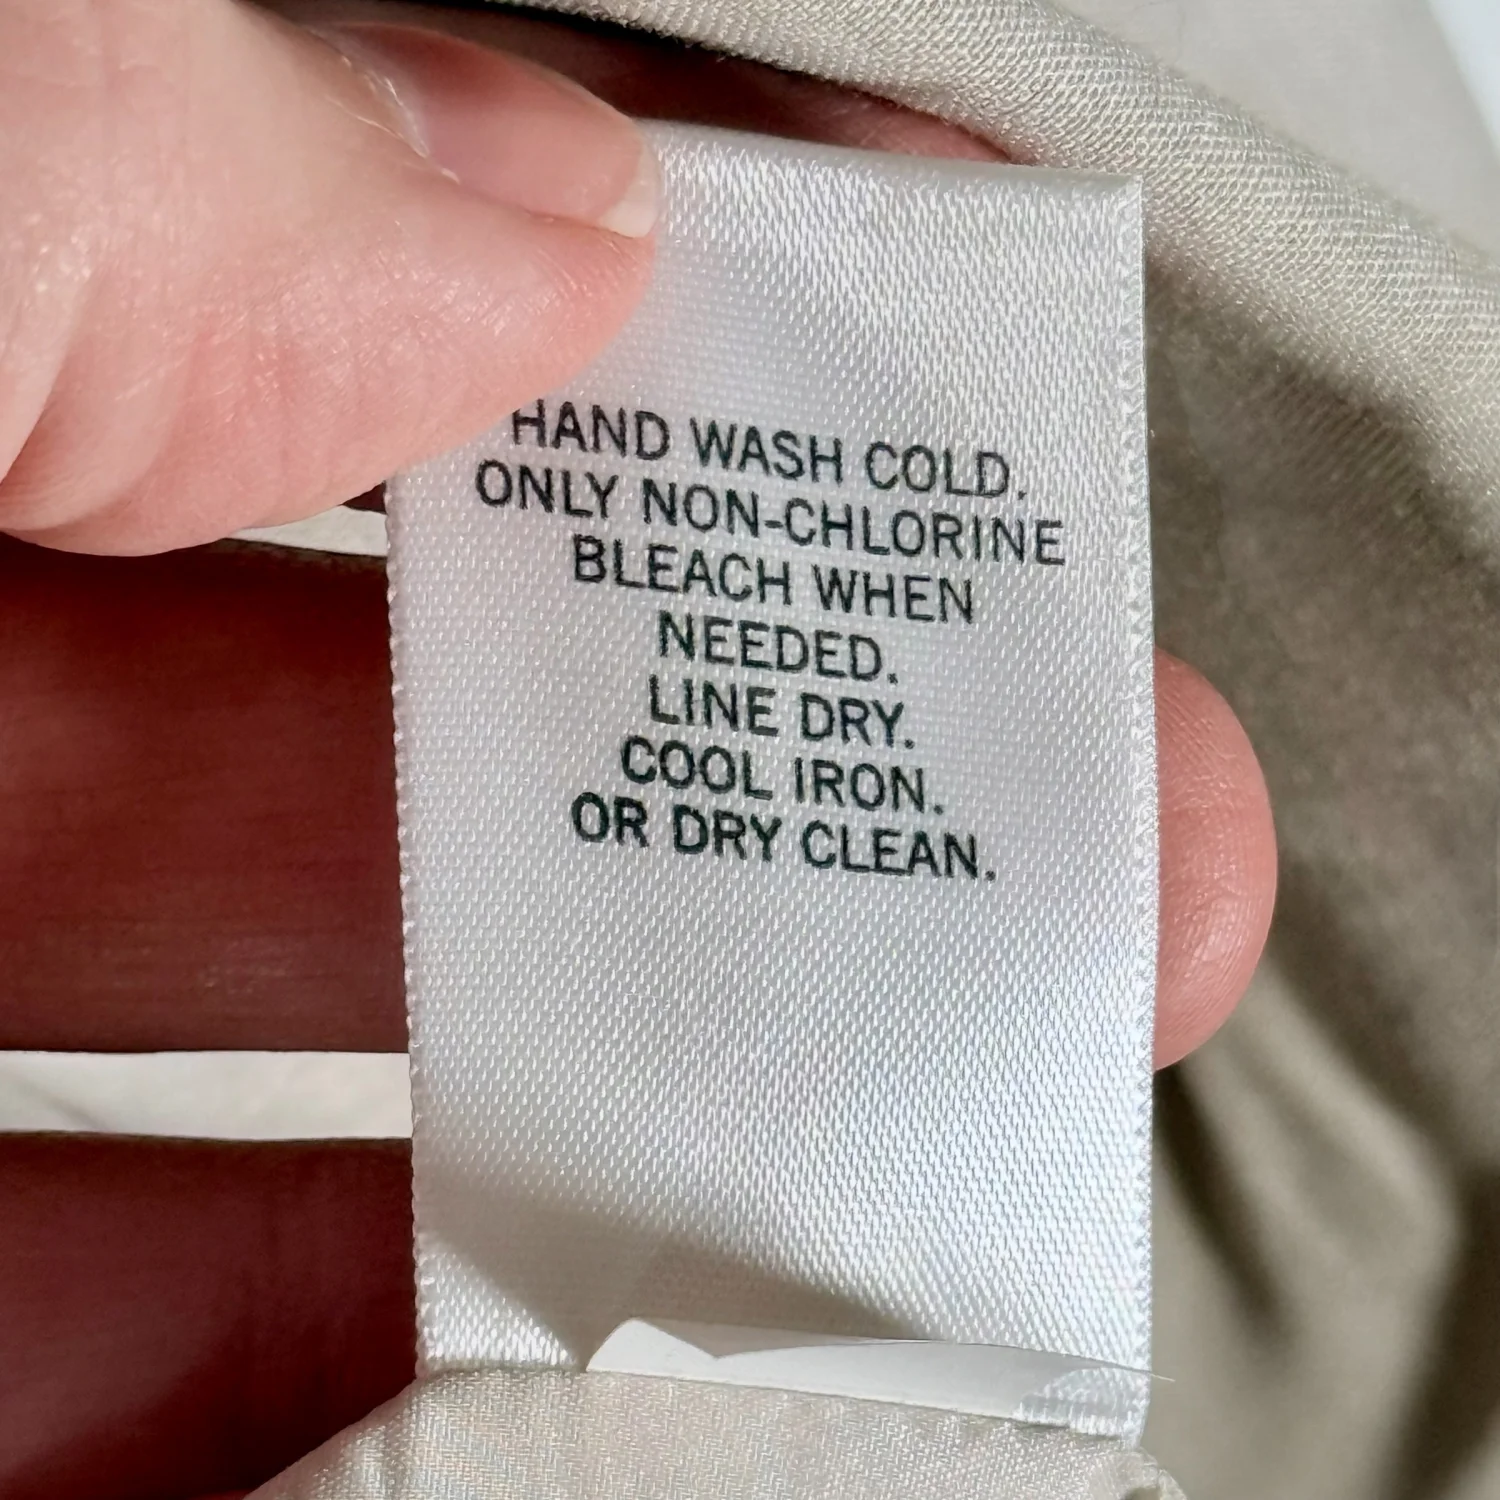 HAND WASH COLD.
ONLY NON-CHLORINE
BLEACH WHEN
NEEDED.
LINE DRY.
COOL IRON.
OR DRY CLEAN.